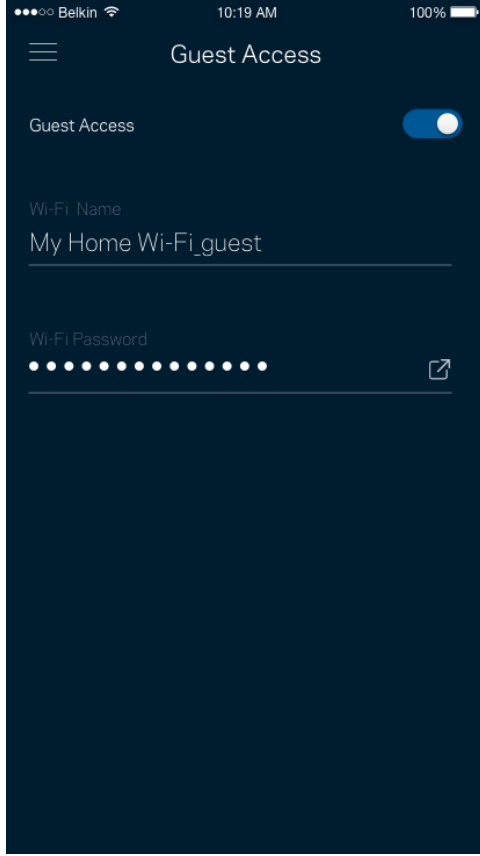 Belkin 10:19 AM 100%
Guest Access
Guest Access
Wi-Fi Name
My Home Wi-Fi_guest
Wi-Fi Password
••••••••••••••